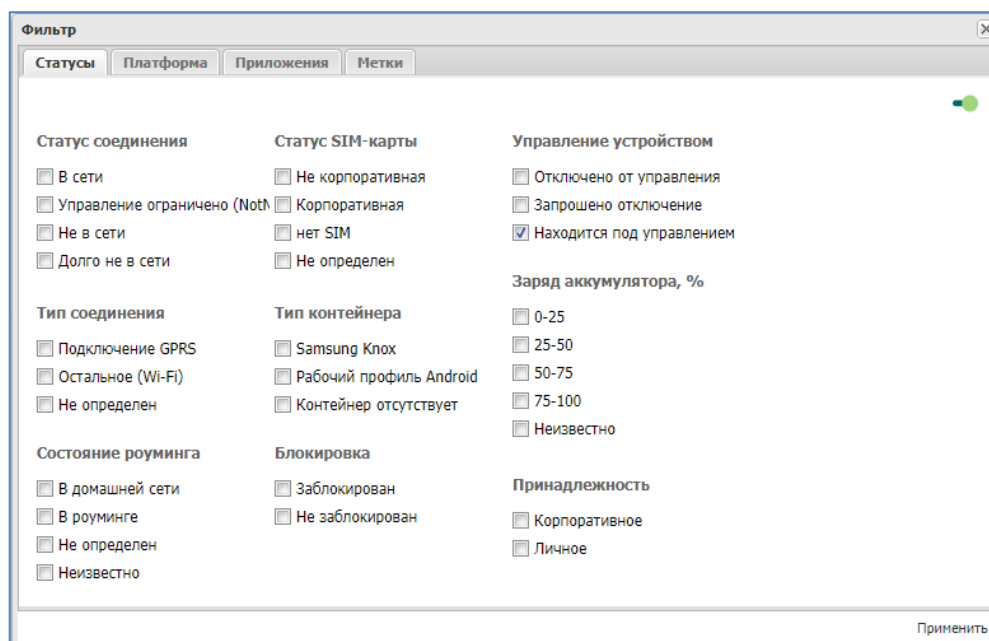 Фильтр
Статусы Платформа Приложения Метки
Статус соединения
В сети
Управление ограничено (NotN
Не в сети
Долго не в сети
Тип соединения
Подключение GPRS
Остальное (Wi-Fi)
Не определен
Состояние роуминга
В домашней сети
В роуминге
Не определен
Неизвестно
Статус SIM-карты
Не корпоративная
Корпоративная
нет SIM
Не определен
Тип контейнера
Samsung Knox
Рабочий профиль Android
Контейнер отсутствует
Блокировка
Заблокирован
Не заблокирован
Управление устройством
Отключено от управления
Запрошено отключение
Находится под управлением
Заряд аккумулятора, %
0-25
25-50
50-75
75-100
Неизвестно
Принадлежность
Корпоративное
Личное
Применить